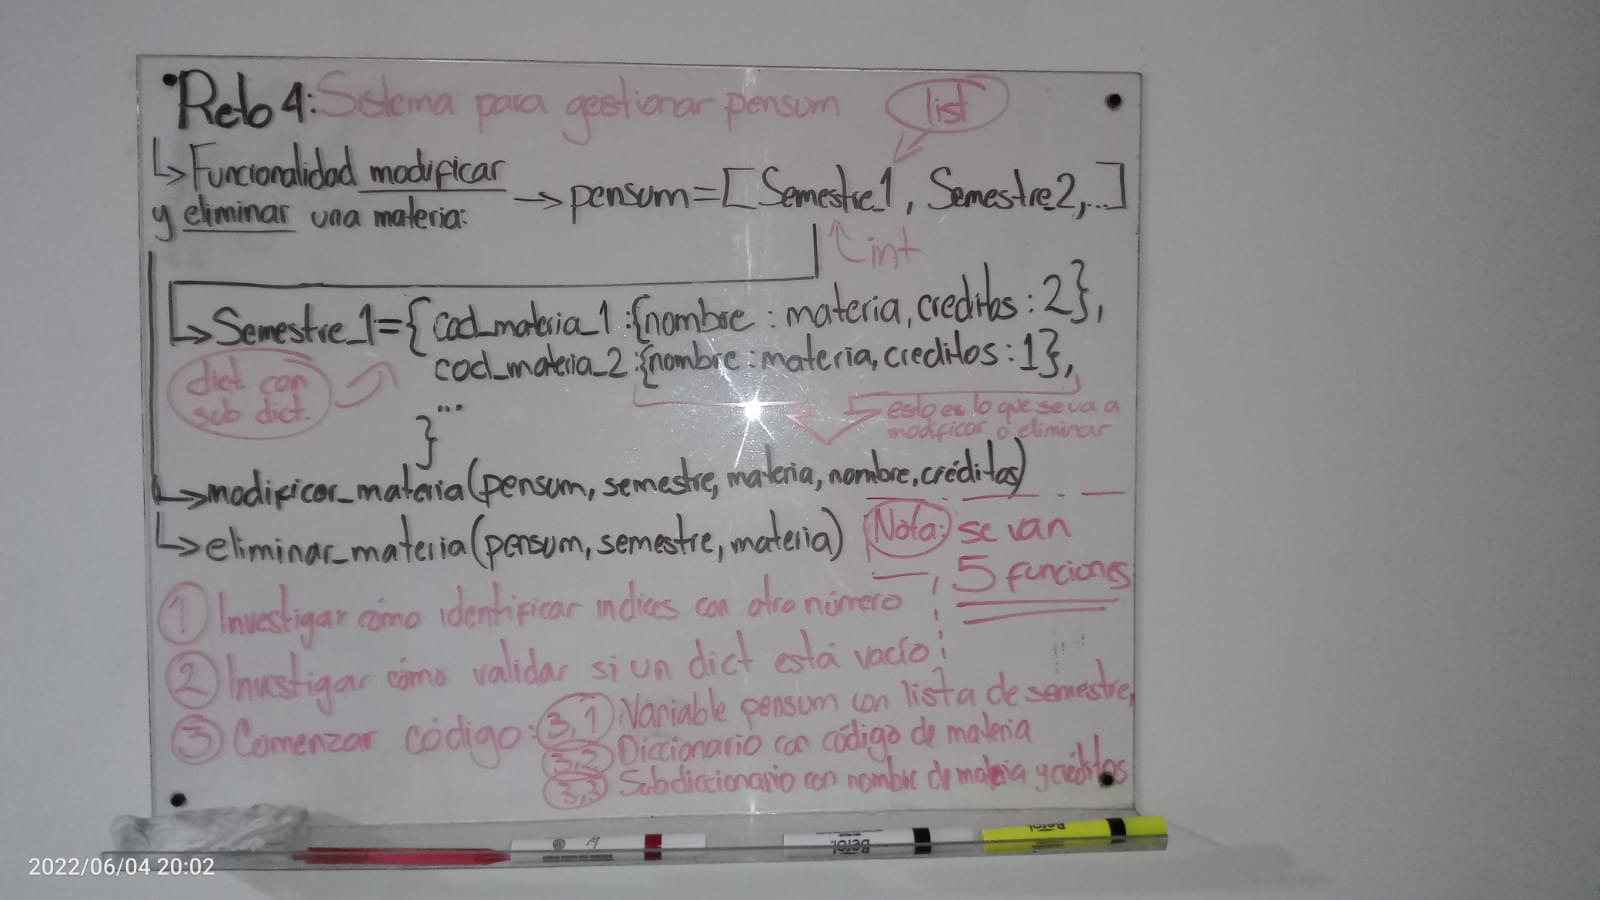 Reto 4: Sistema para gestionar pensum
list
↳ Funcionalidad modificar
y eliminar una materia:
→ pensum=[Semestre1, Semestre2,...]
int
↳ Semestre_1={cod_materia_1:{nombre : materia, creditos : 2},
cod_materia_2:{nombre : materia, creditos : 1},
...
}
dict. con
sub dict.
esto es lo que se va a
modificar o eliminar
↳ modificar_materia(pensum, semestre, materia, nombre, créditos)
↳ eliminar_materia(pensum, semestre, materia)
Nota: se van
5 funciones
1 Investigar cómo identificar indices con otro número
2 Investigar cómo validar si un dict está vacío
3 Comenzar código: 3,1 Variable pensum con lista de semestre,
3,2 Diccionario con código de materia
3,3 Subdiccionario con nombre de materia y créditos
Berol
Berol
2022/06/04 20:02